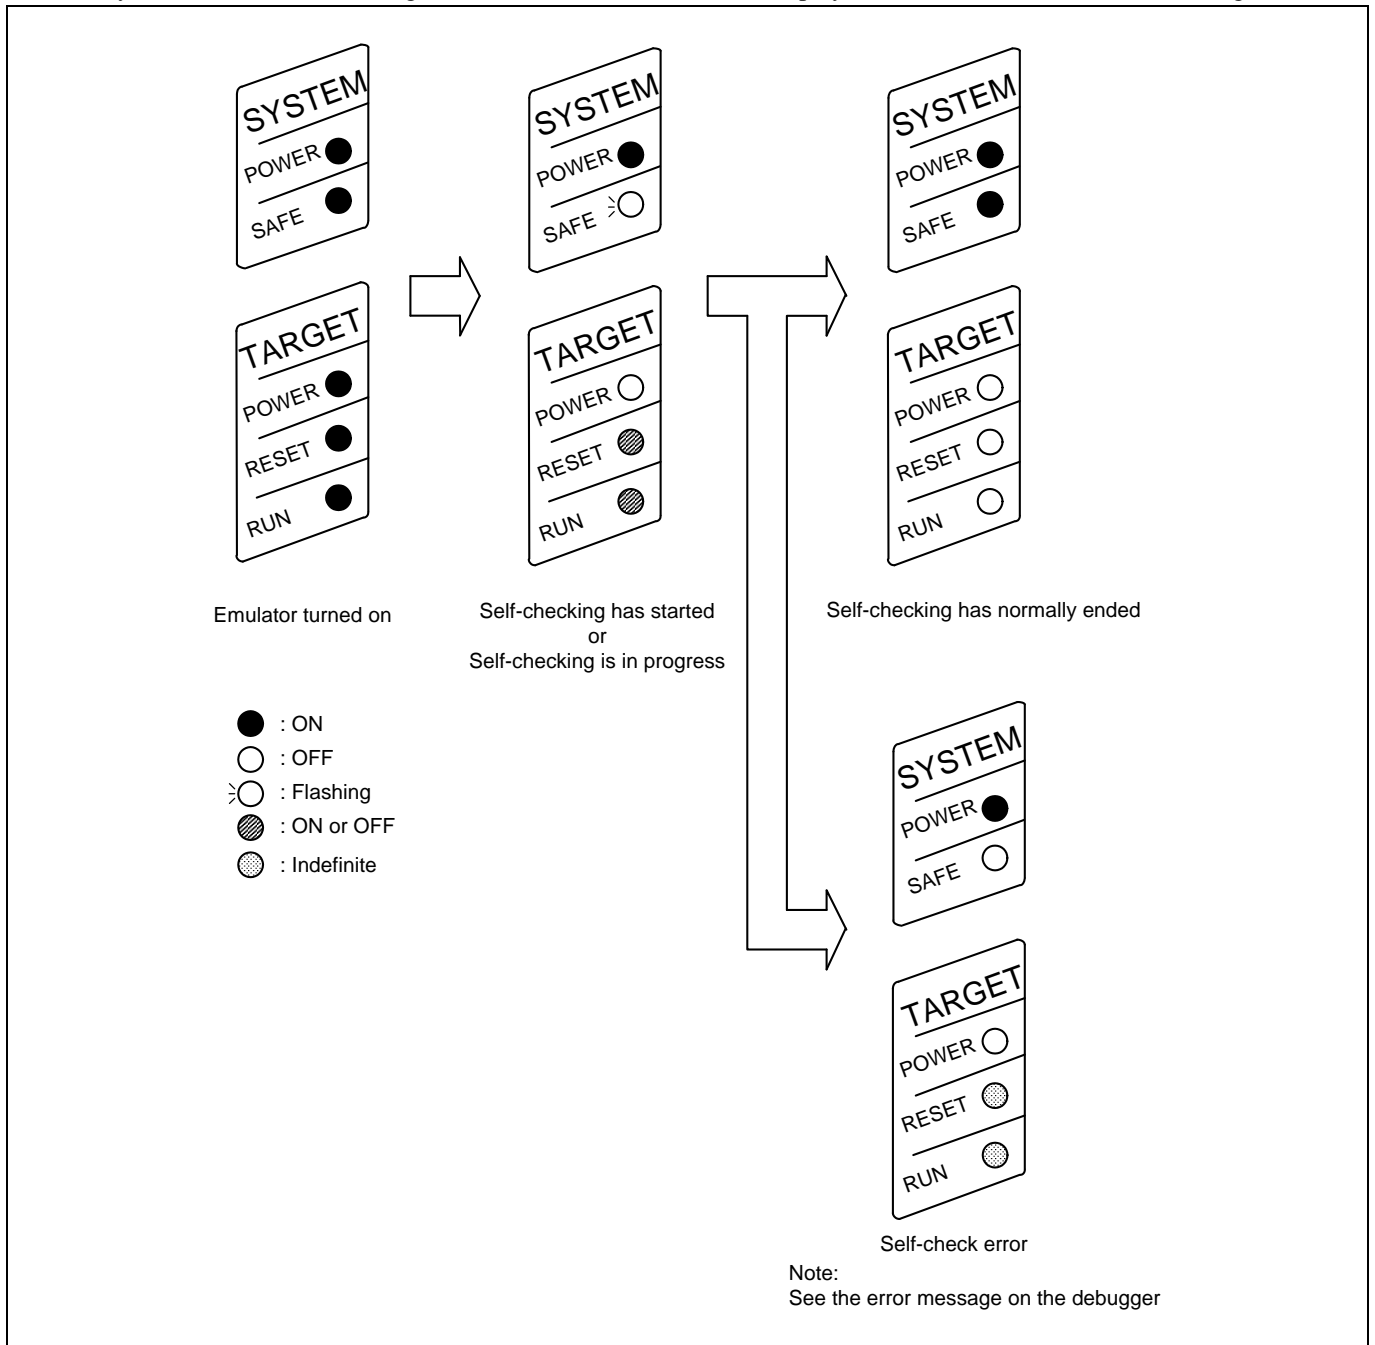 SYSTEM
POWER
SAFE
TARGET
POWER
RESET
RUN
Emulator turned on
SYSTEM
POWER
SAFE
TARGET
POWER
RESET
RUN
Self-checking has started
or
Self-checking is in progress
SYSTEM
POWER
SAFE
TARGET
POWER
RESET
RUN
Self-checking has normally ended
: ON
: OFF
: Flashing
: ON or OFF
: Indefinite
SYSTEM
POWER
SAFE
TARGET
POWER
RESET
RUN
Self-check error
Note:
See the error message on the debugger